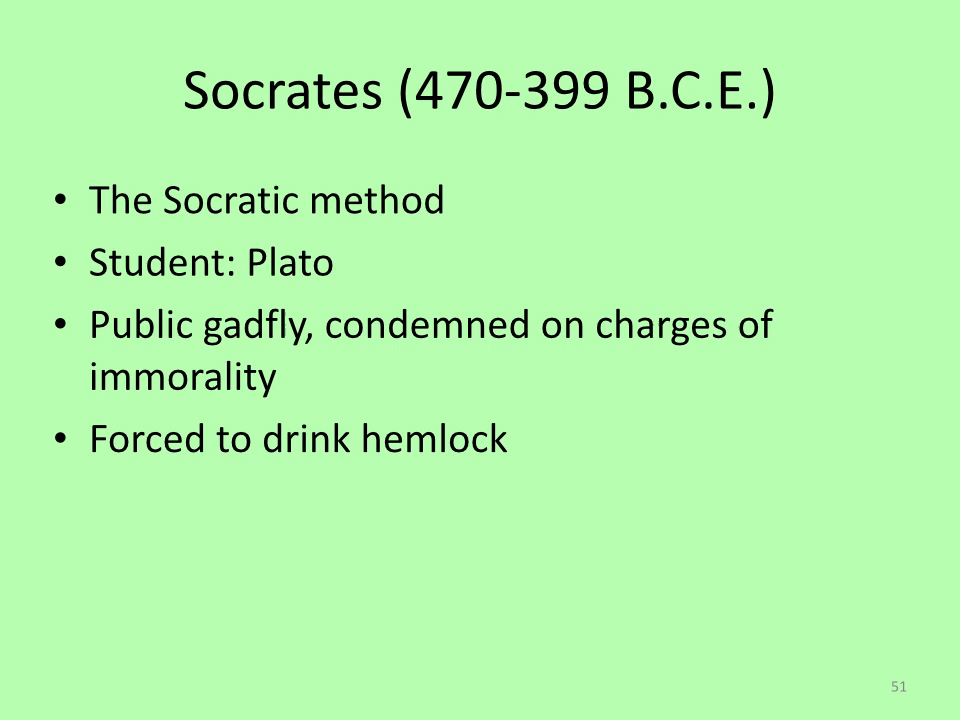 Socrates (470-399 B.C.E.)
• The Socratic method
• Student: Plato
• Public gadfly, condemned on charges of
immorality
• Forced to drink hemlock
51